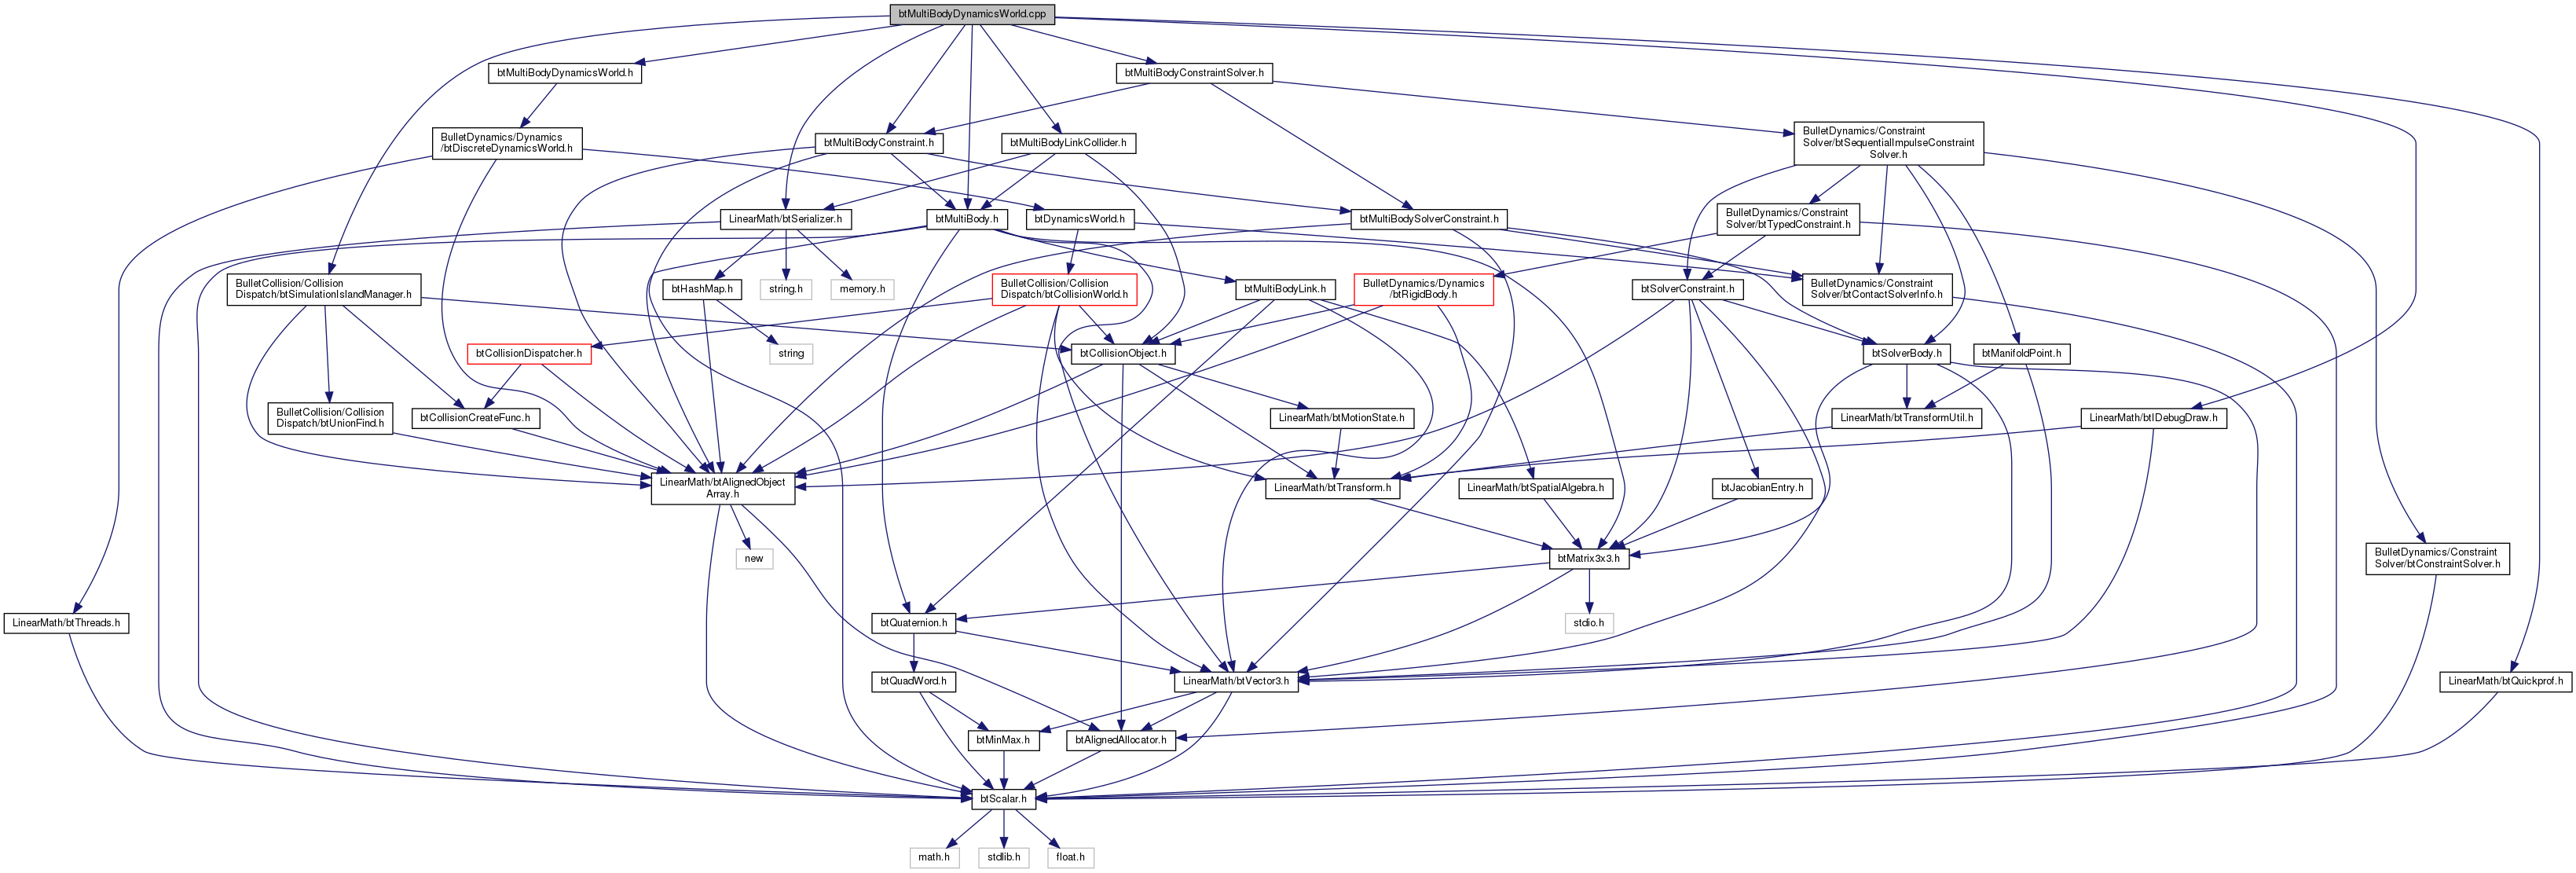 btMultiBodyDynamicsWorld.cpp
btMultiBodyDynamicsWorld.h
btMultiBodyConstraintSolver.h
BulletDynamics/Dynamics
/btDiscreteDynamicsWorld.h
btMultiBodyConstraint.h
btMultiBodyLinkCollider.h
BulletDynamics/Constraint
Solver/btSequentialImpulseConstraint
Solver.h
LinearMath/btSerializer.h
btMultiBody.h
btDynamicsWorld.h
btMultiBodySolverConstraint.h
BulletDynamics/Constraint
Solver/btTypedConstraint.h
BulletCollision/Collision
Dispatch/btSimulationIslandManager.h
btHashMap.h
string.h
memory.h
BulletCollision/Collision
Dispatch/btCollisionWorld.h
btMultiBodyLink.h
BulletDynamics/Dynamics
/btRigidBody.h
btSolverConstraint.h
BulletDynamics/Constraint
Solver/btContactSolverInfo.h
btCollisionDispatcher.h
string
btCollisionObject.h
btSolverBody.h
btManifoldPoint.h
BulletCollision/Collision
Dispatch/btUnionFind.h
btCollisionCreateFunc.h
LinearMath/btMotionState.h
LinearMath/btTransformUtil.h
LinearMath/btIDebugDraw.h
LinearMath/btAlignedObject
Array.h
LinearMath/btTransform.h
LinearMath/btSpatialAlgebra.h
btJacobianEntry.h
new
btMatrix3x3.h
BulletDynamics/Constraint
Solver/btConstraintSolver.h
LinearMath/btThreads.h
btQuaternion.h
stdio.h
btQuadWord.h
LinearMath/btVector3.h
LinearMath/btQuickprof.h
btMinMax.h
btAlignedAllocator.h
btScalar.h
math.h
stdlib.h
float.h